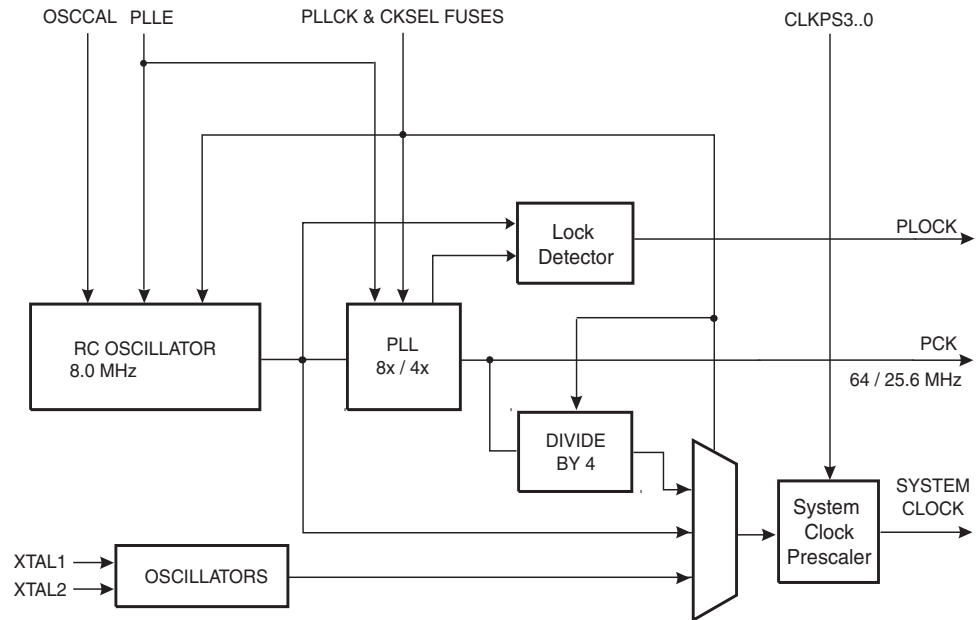 OSCCAL
PLLE
PLLCK & CKSEL FUSES
CLKPS3..0
Lock
Detector
PLOCK
RC OSCILLATOR
8.0 MHz
PLL
8x / 4x
PCK
64 / 25.6 MHz
DIVIDE
BY 4
System
Clock
Prescaler
SYSTEM
CLOCK
XTAL1
XTAL2
OSCILLATORS